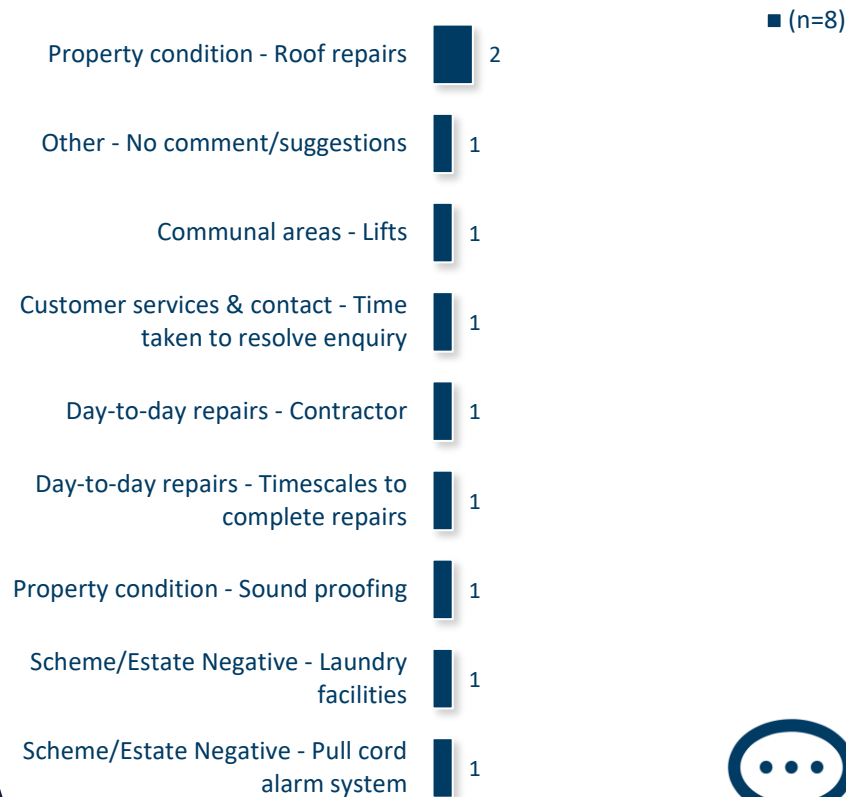 (n=8)
Property condition - Roof repairs 2
Other - No comment/suggestions 1
Communal areas - Lifts 1
Customer services & contact - Time
taken to resolve enquiry 1
Day-to-day repairs - Contractor 1
Day-to-day repairs - Timescales to
complete repairs 1
Property condition - Sound proofing 1
Scheme/Estate Negative - Laundry
facilities 1
Scheme/Estate Negative - Pull cord
alarm system 1